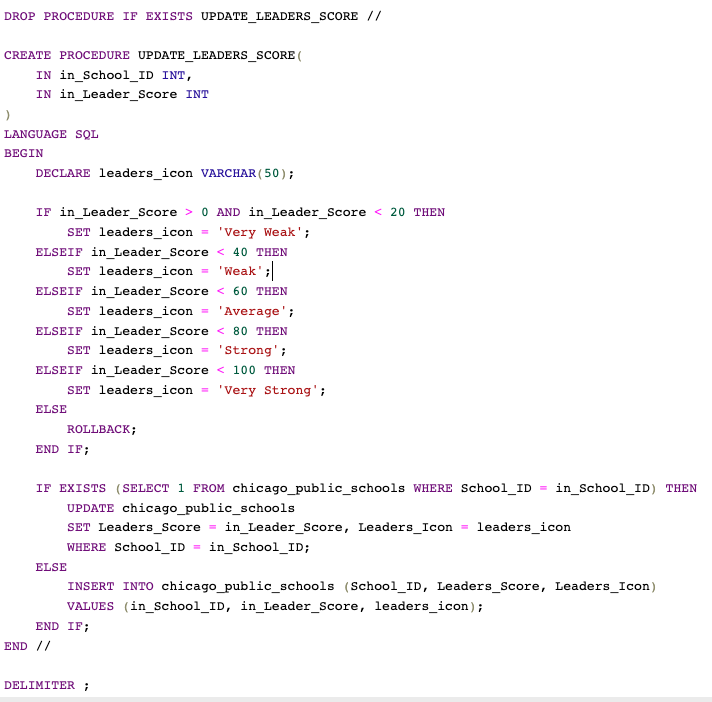 DROP PROCEDURE IF EXISTS UPDATE_LEADERS_SCORE //
CREATE PROCEDURE UPDATE_LEADERS_SCORE(
    IN in_School_ID INT,
    IN in_Leader_Score INT
)
LANGUAGE SQL
BEGIN
    DECLARE leaders_icon VARCHAR(50);
    IF in_Leader_Score > 0 AND in_Leader_Score < 20 THEN
        SET leaders_icon = 'Very Weak';
    ELSEIF in_Leader_Score < 40 THEN
        SET leaders_icon = 'Weak';
    ELSEIF in_Leader_Score < 60 THEN
        SET leaders_icon = 'Average';
    ELSEIF in_Leader_Score < 80 THEN
        SET leaders_icon = 'Strong';
    ELSEIF in_Leader_Score < 100 THEN
        SET leaders_icon = 'Very Strong';
    ELSE
        ROLLBACK;
    END IF;
    IF EXISTS (SELECT 1 FROM chicago_public_schools WHERE School_ID = in_School_ID) THEN
        UPDATE chicago_public_schools
        SET Leaders_Score = in_Leader_Score, Leaders_Icon = leaders_icon
        WHERE School_ID = in_School_ID;
    ELSE
        INSERT INTO chicago_public_schools (School_ID, Leaders_Score, Leaders_Icon)
        VALUES (in_School_ID, in_Leader_Score, leaders_icon);
    END IF;
END //
DELIMITER ;